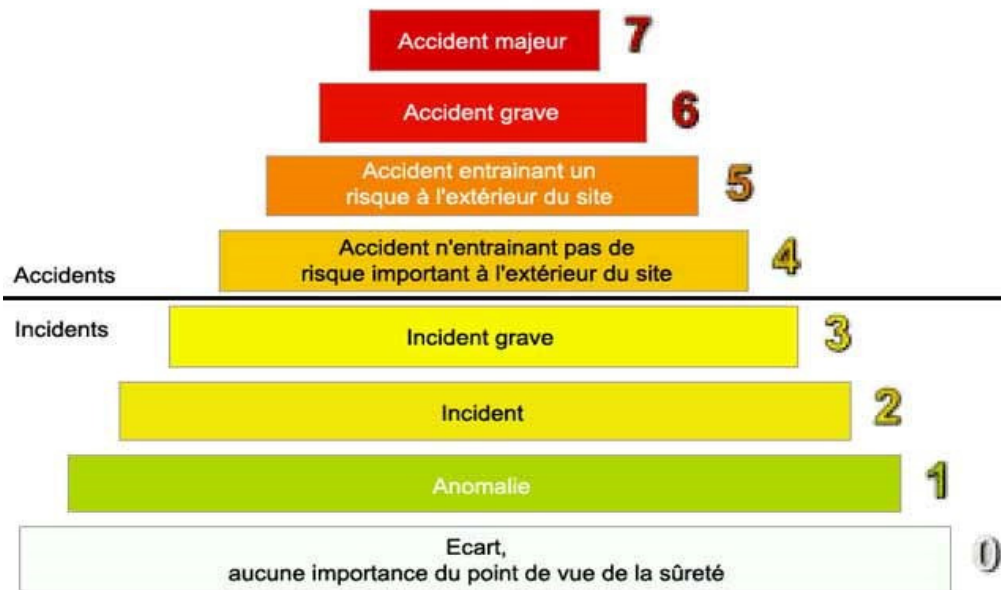 Accident majeur 7
Accident grave 6
Accident entrainant un
risque à l'extérieur du site 5
Accident n'entrainant pas de
risque important à l'extérieur du site 4
Accidents
Incidents
Incident grave 3
Incident 2
Anomalie 1
Ecart,
aucune importance du point de vue de la sûreté 0